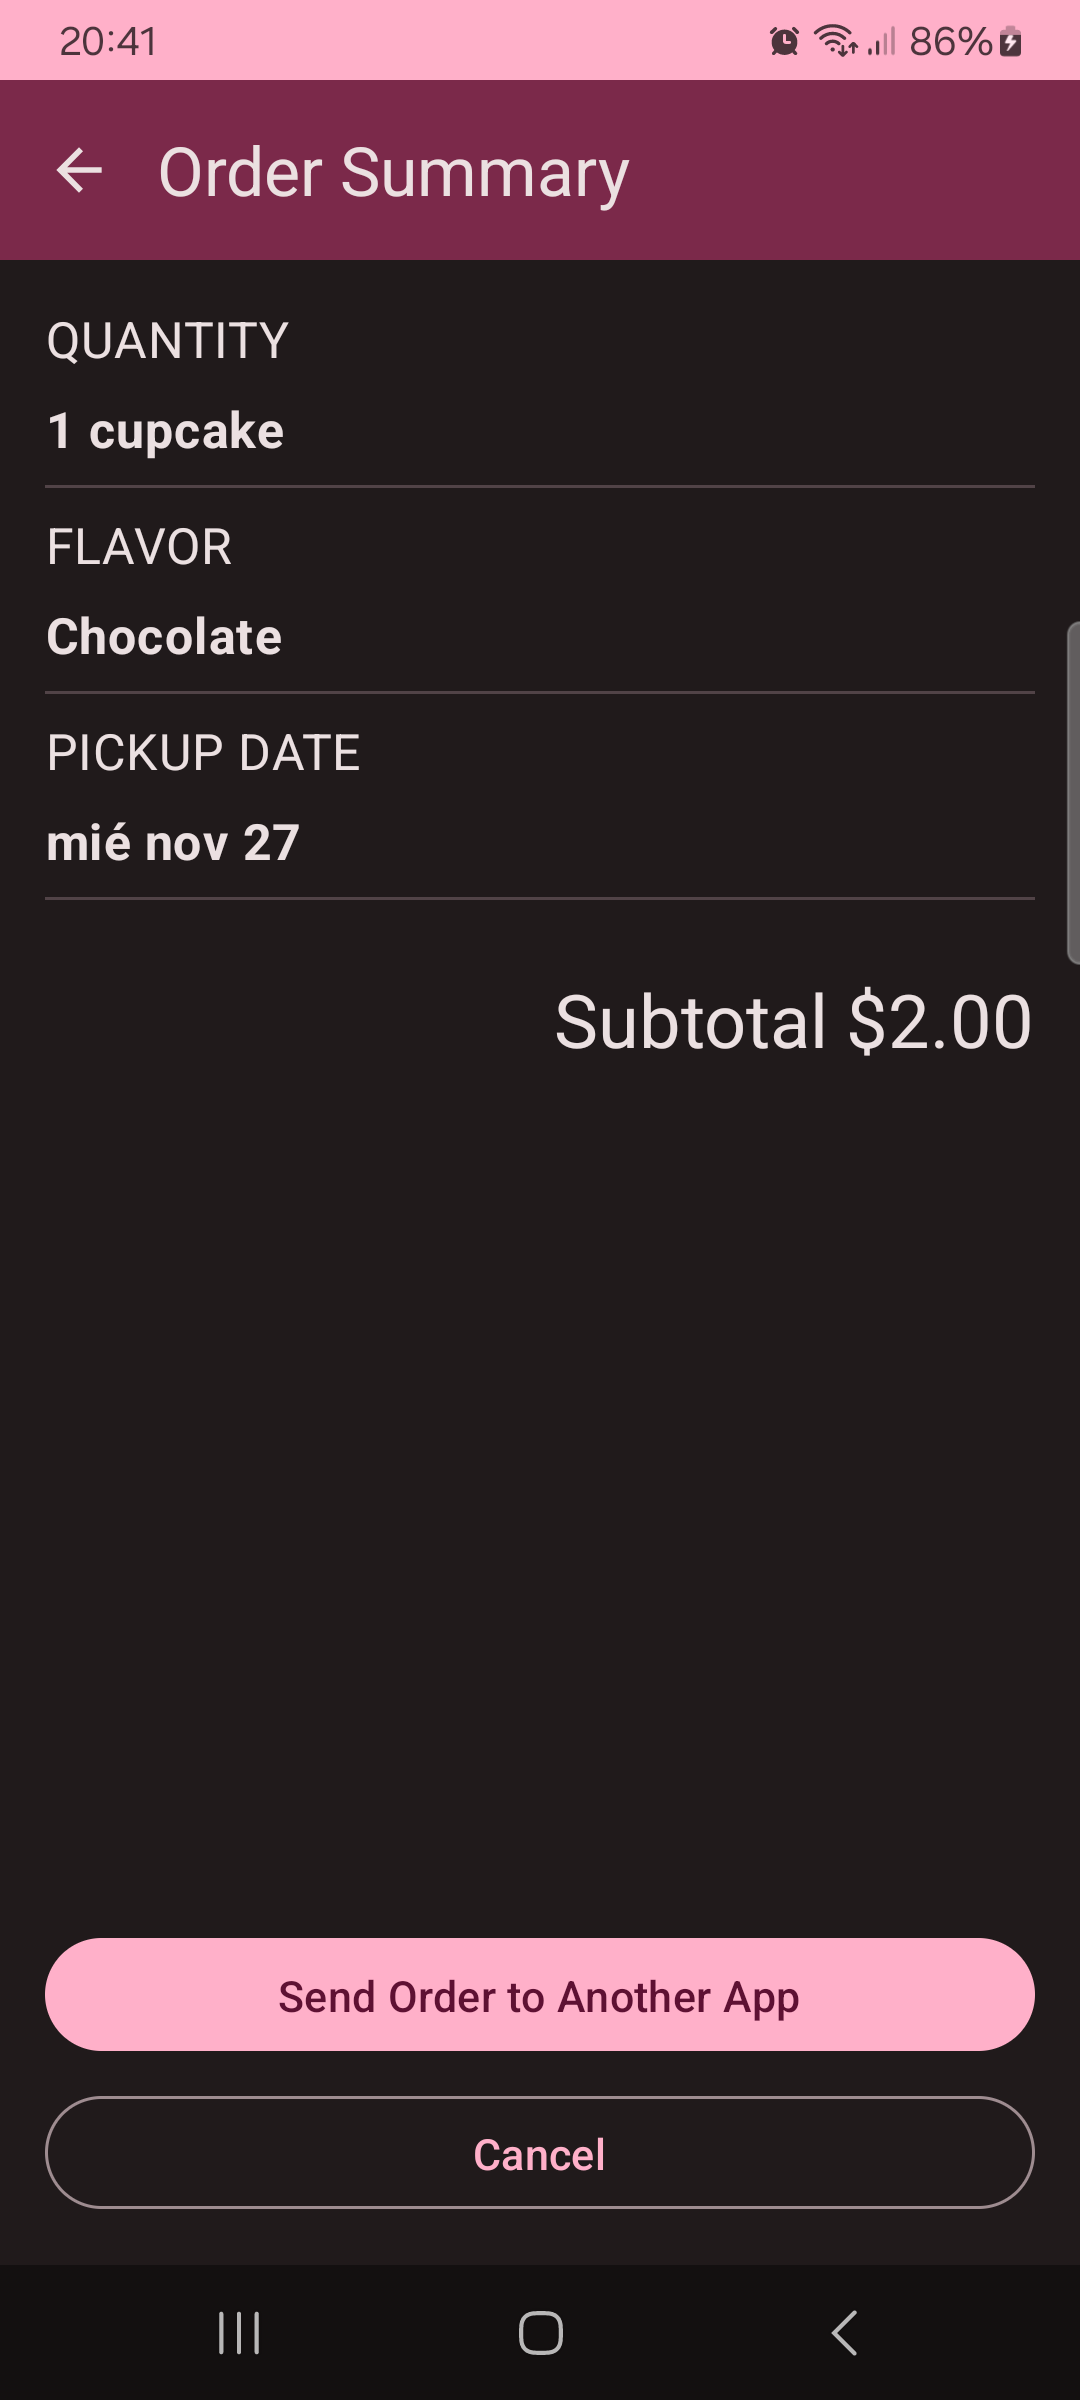 20:41
86%
Order Summary
QUANTITY
1 cupcake
FLAVOR
Chocolate
PICKUP DATE
mié nov 27
Subtotal $2.00
Send Order to Another App
Cancel